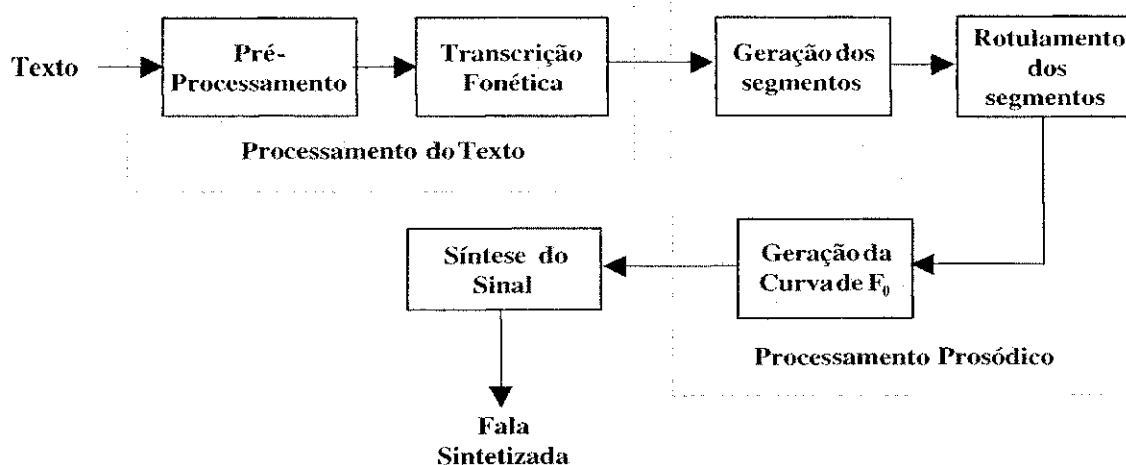 Texto
Pré-
Processamento
Transcrição
Fonética
Geração dos
segmentos
Rotulamento
dos
segmentos
Processamento do Texto
Síntese do
Sinal
Geração da
Curva de F₀
Processamento Prosódico
Fala
Sintetizada